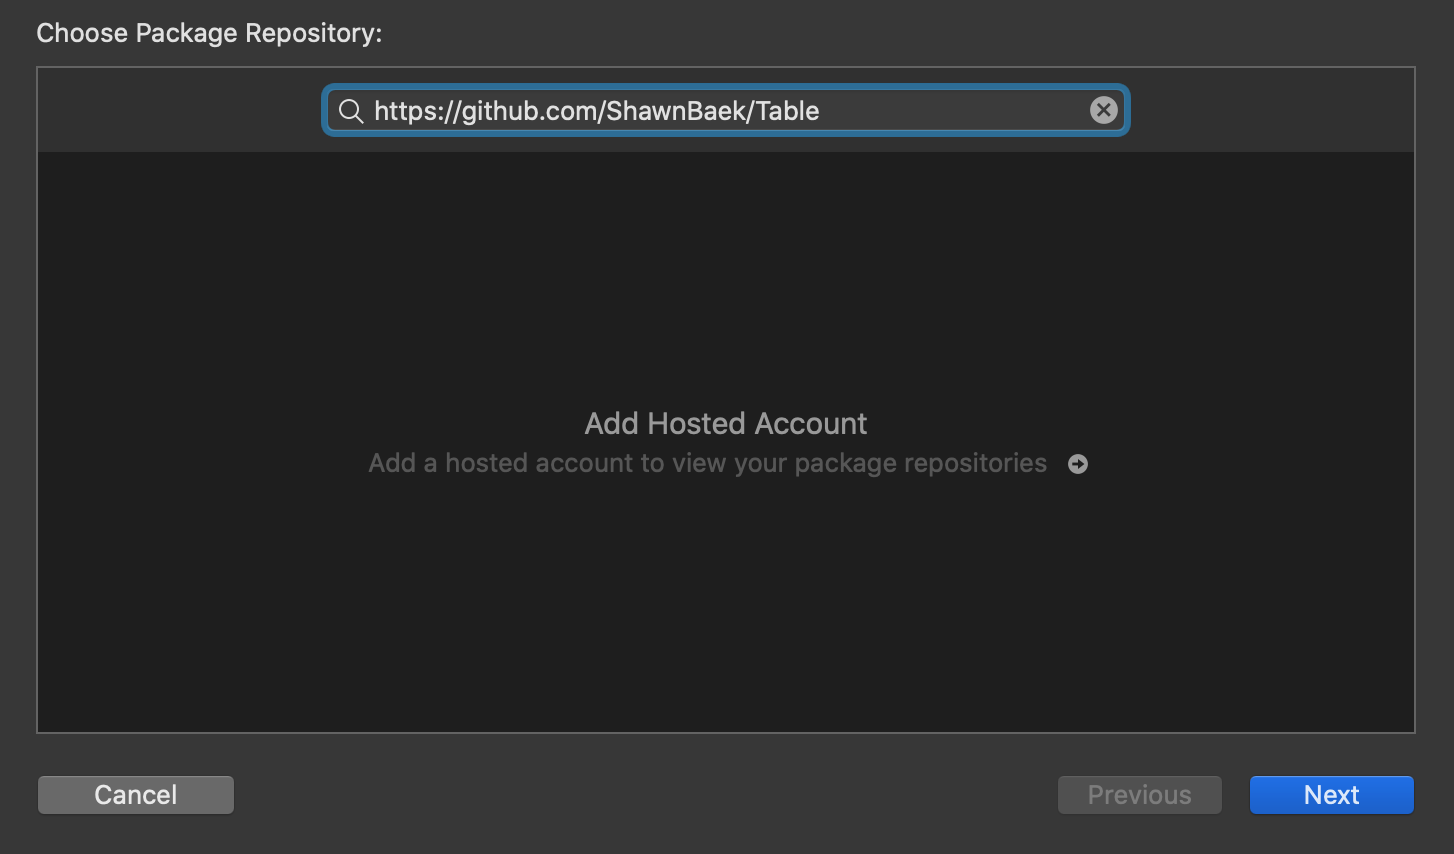 Choose Package Repository:
https://github.com/ShawnBaek/Table
Add Hosted Account
Add a hosted account to view your package repositories
Cancel
Previous
Next